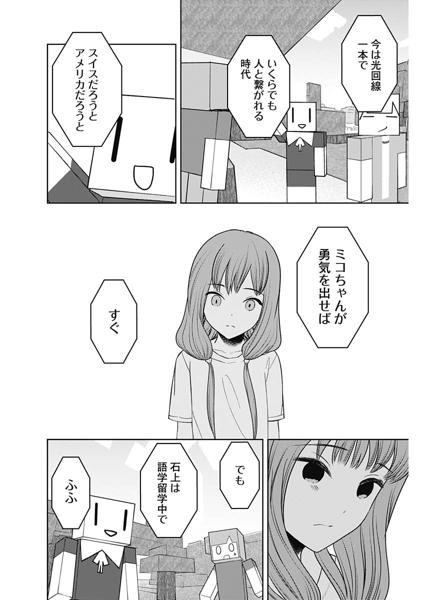 今は光回線
一本で
いくらでも
人と繋がれる
時代
スイスだろうと
アメリカだろうと
ミコちゃんが
勇気を出せば
すぐ
でも
石上は
語学留学中で
ふふ